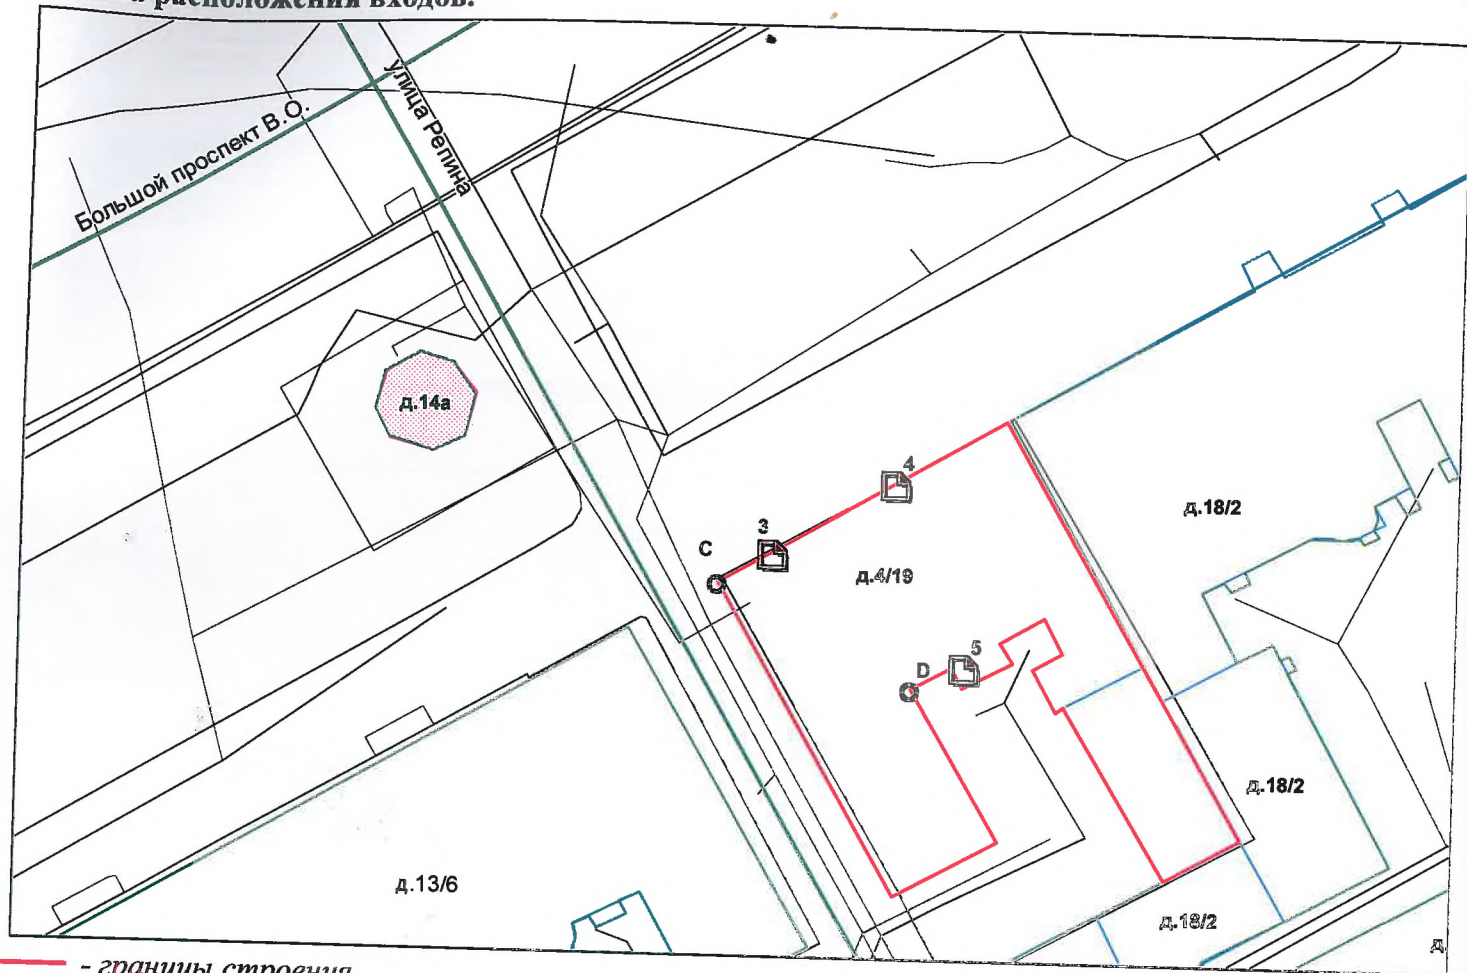 расположения входов.
улица Репина
Большой проспект В.О.
д.14а
4
д.18/2
3
C
д.4/19
5
D
д.18/2
д.13/6
д.18/2
д.
- границы строения